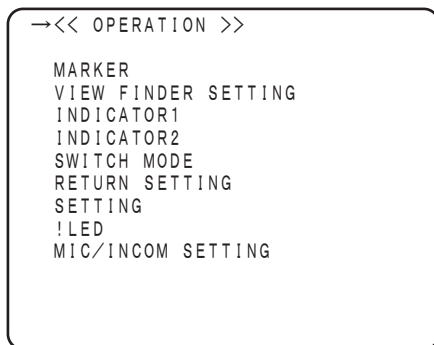 →<< OPERATION >>
MARKER
VIEW FINDER SETTING
INDICATOR1
INDICATOR2
SWITCH MODE
RETURN SETTING
SETTING
!LED
MIC/INCOM SETTING